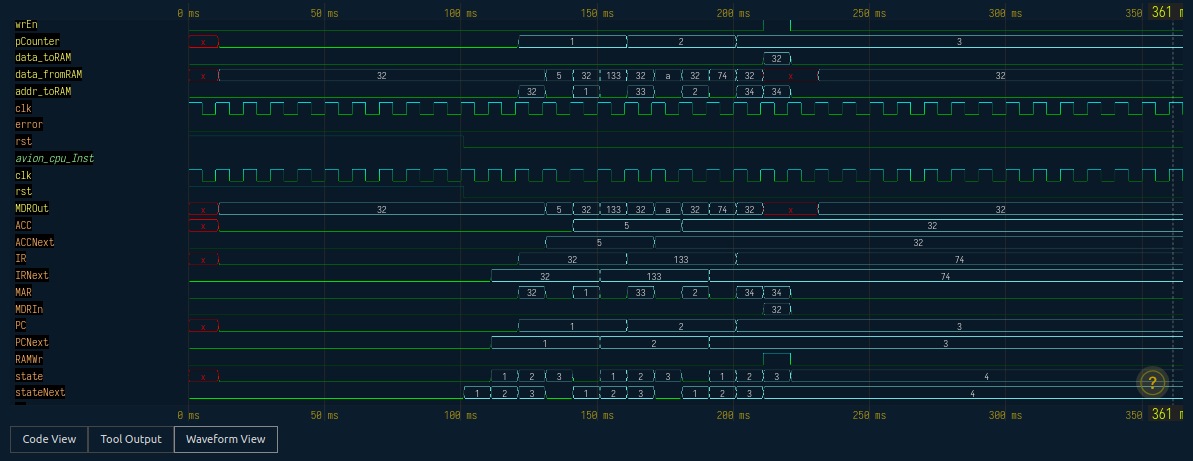 0 ms 50 ms 100 ms 150 ms 200 ms 250 ms 300 ms 350 361 m
wrEn
pCounter x 1 2 3
data_toRAM 32
data_fromRAM x 32 5 32 133 32 a 32 74 32 x 32
addr_toRAM 32 1 33 2 34 34
clk
error
rst
avion_cpu_Inst
clk
rst
MDROut x 32 5 32 133 32 a 32 74 32 x 32
ACC x 5 32
ACCNext 5 32
IR x 32 133 74
IRNext 32 133 74
MAR 32 1 33 2 34 34
MDRIn 32
PC x 1 2 3
PCNext 1 2 3
RAMWr
state x 1 2 3 1 2 3 1 2 3 4
stateNext 1 2 3 1 2 3 1 2 3 4
?
0 ms 50 ms 100 ms 150 ms 200 ms 250 ms 300 ms 350 361 m
Code View Tool Output Waveform View